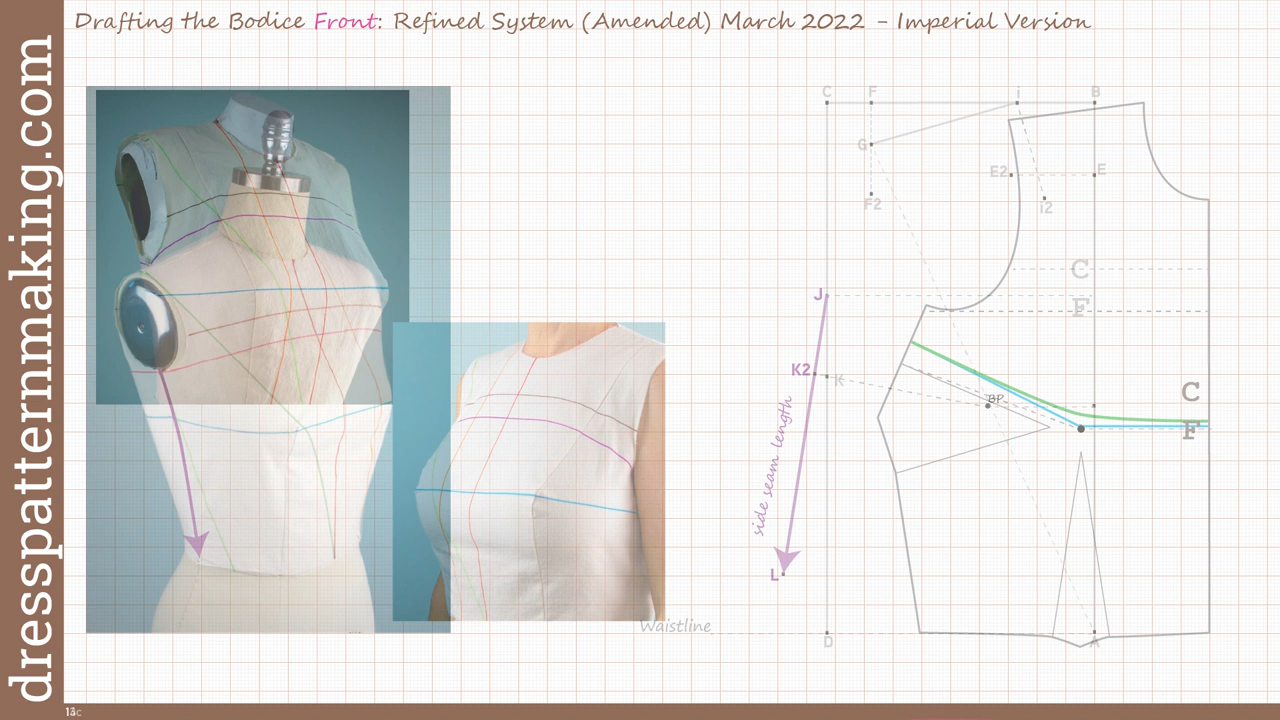 Drafting the Bodice Front: Refined System (Amended) March 2022 - Imperial Version
dresspatternmaking.com
C F i B
G
E2 E
F2 i2
C
J
F
K2 K
BP
C
F
side seam length
L
Waistline
D A